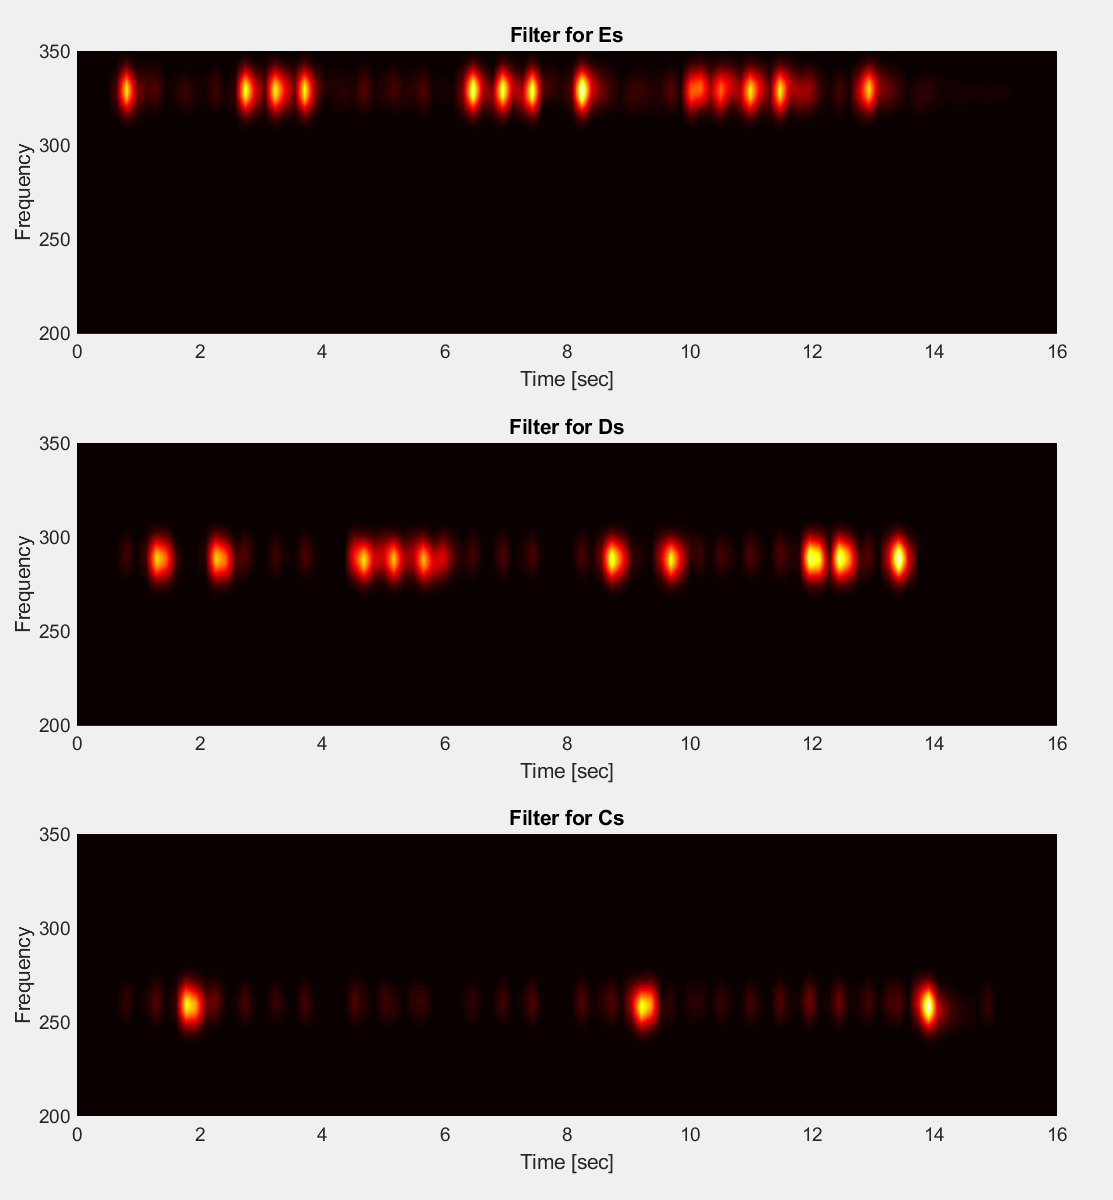 Filter for Es
350
300
250
200
Frequency
0 2 4 6 8 10 12 14 16
Time [sec]
Filter for Ds
350
300
250
200
Frequency
0 2 4 6 8 10 12 14 16
Time [sec]
Filter for Cs
350
300
250
200
Frequency
0 2 4 6 8 10 12 14 16
Time [sec]